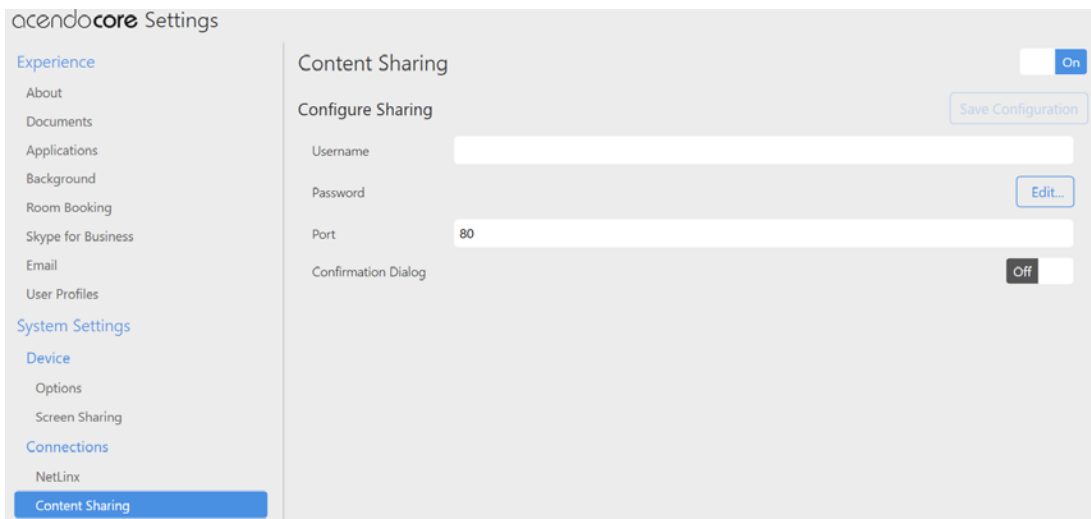 acendocore Settings
Experience
About
Documents
Applications
Background
Room Booking
Skype for Business
Email
User Profiles
System Settings
Device
Options
Screen Sharing
Connections
NetLinx
Content Sharing
Content Sharing
On
Configure Sharing
Save Configuration
Username
Password
Edit...
Port
80
Confirmation Dialog
Off